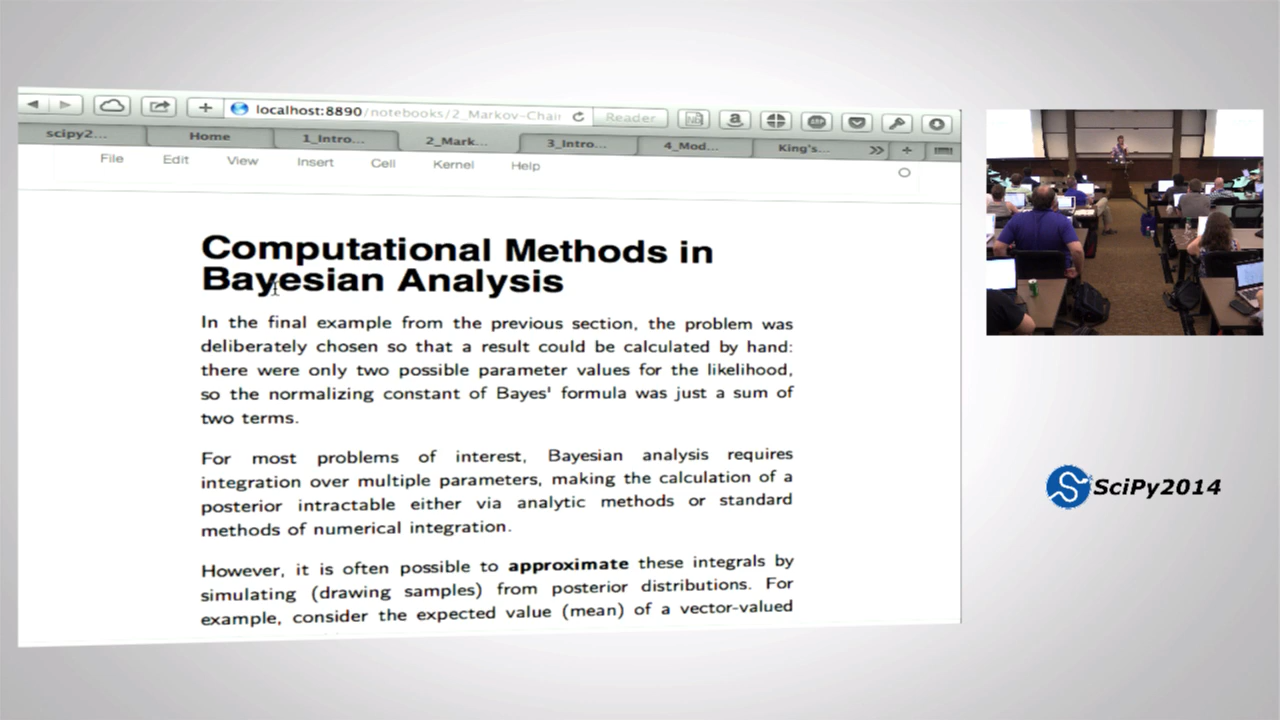 localhost:8890/notebooks/2_Markov-Chain
Reader
scipy2... Home 1_Intro... 2_Mark... 3_Intro... 4_Mod... King's...
File Edit View Insert Cell Kernel Help
Computational Methods in
Bayesian Analysis
In the final example from the previous section, the problem was
deliberately chosen so that a result could be calculated by hand:
there were only two possible parameter values for the likelihood,
so the normalizing constant of Bayes' formula was just a sum of
two terms.
For most problems of interest, Bayesian analysis requires
integration over multiple parameters, making the calculation of a
posterior intractable either via analytic methods or standard
methods of numerical integration.
However, it is often possible to approximate these integrals by
simulating (drawing samples) from posterior distributions. For
example, consider the expected value (mean) of a vector-valued
SciPy2014